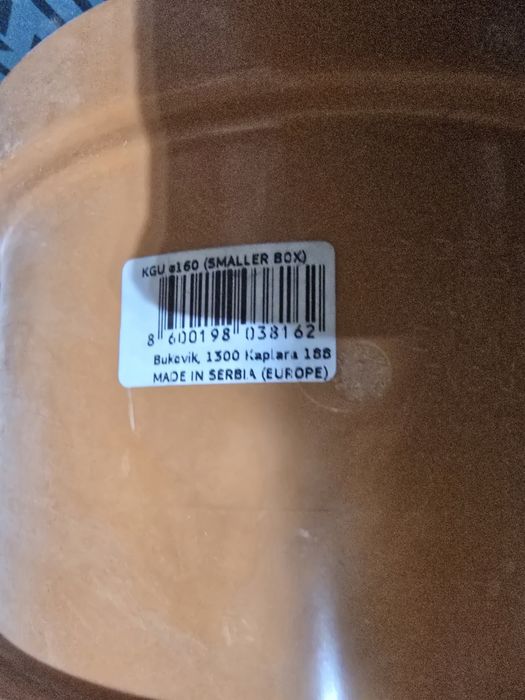 KGU ø160 (SMALLER BOX)
8 600198 038162
Bukovik, 1300 Kaplara 188
MADE IN SERBIA (EUROPE)